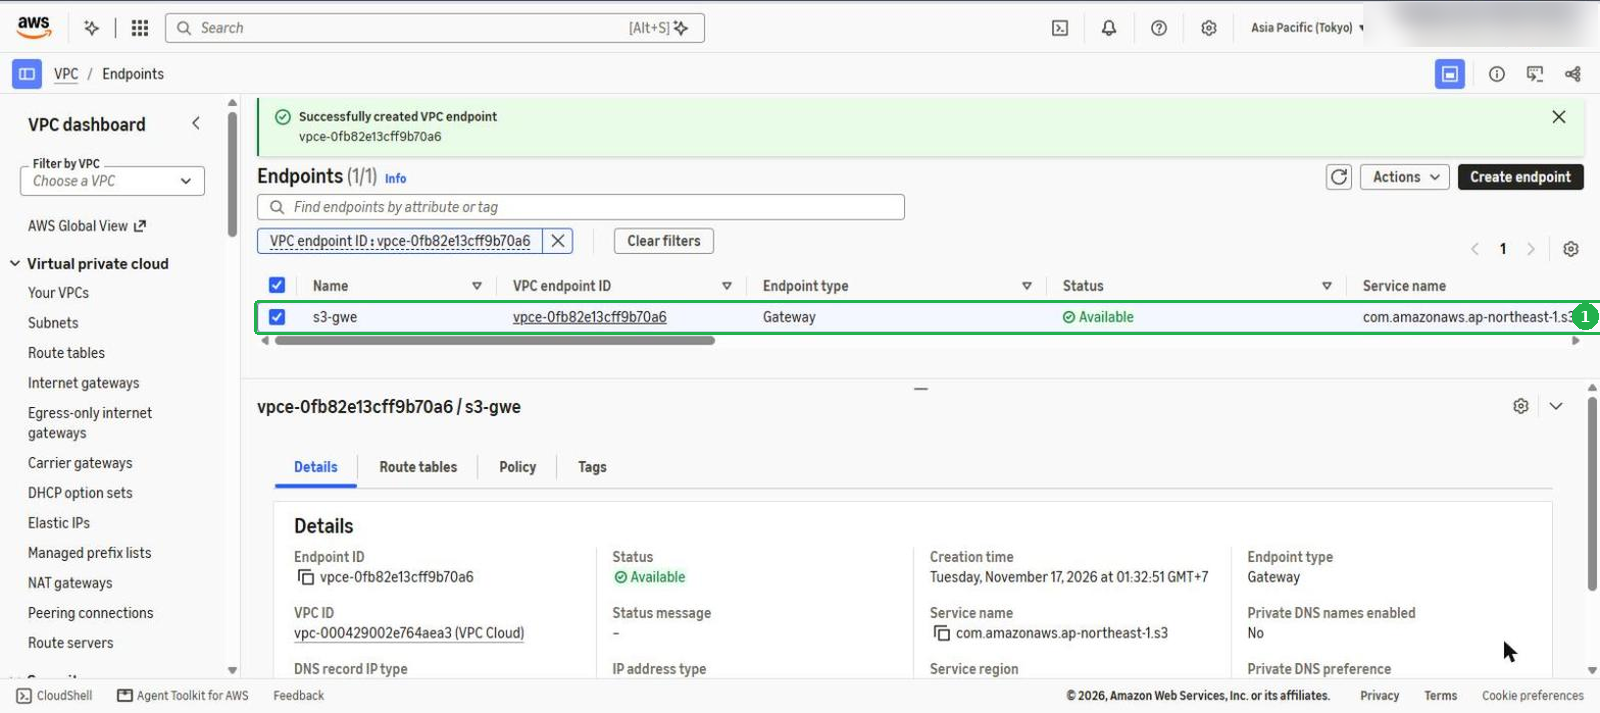 aws
Search
[Alt+S]
Asia Pacific (Tokyo)
VPC / Endpoints
VPC dashboard
Filter by VPC
Choose a VPC
AWS Global View
Virtual private cloud
Your VPCs
Subnets
Route tables
Internet gateways
Egress-only internet
gateways
Carrier gateways
DHCP option sets
Elastic IPs
Managed prefix lists
NAT gateways
Peering connections
Route servers
Successfully created VPC endpoint
vpce-0fb82e13cff9b70a6
Endpoints (1/1) Info
Actions
Create endpoint
Find endpoints by attribute or tag
VPC endpoint ID : vpce-0fb82e13cff9b70a6
Clear filters
1
Name VPC endpoint ID Endpoint type Status Service name
s3-gwe vpce-0fb82e13cff9b70a6 Gateway Available com.amazonaws.ap-northeast-1.s3
1
vpce-0fb82e13cff9b70a6 / s3-gwe
Details Route tables Policy Tags
Details
Endpoint ID
vpce-0fb82e13cff9b70a6
Status
Available
Creation time
Tuesday, November 17, 2026 at 01:32:51 GMT+7
Endpoint type
Gateway
VPC ID
vpc-000429002e764aea3 (VPC Cloud)
Status message
–
Service name
com.amazonaws.ap-northeast-1.s3
Private DNS names enabled
No
DNS record IP type
IP address type
Service region
Private DNS preference
CloudShell Agent Toolkit for AWS Feedback
© 2026, Amazon Web Services, Inc. or its affiliates. Privacy Terms Cookie preferences